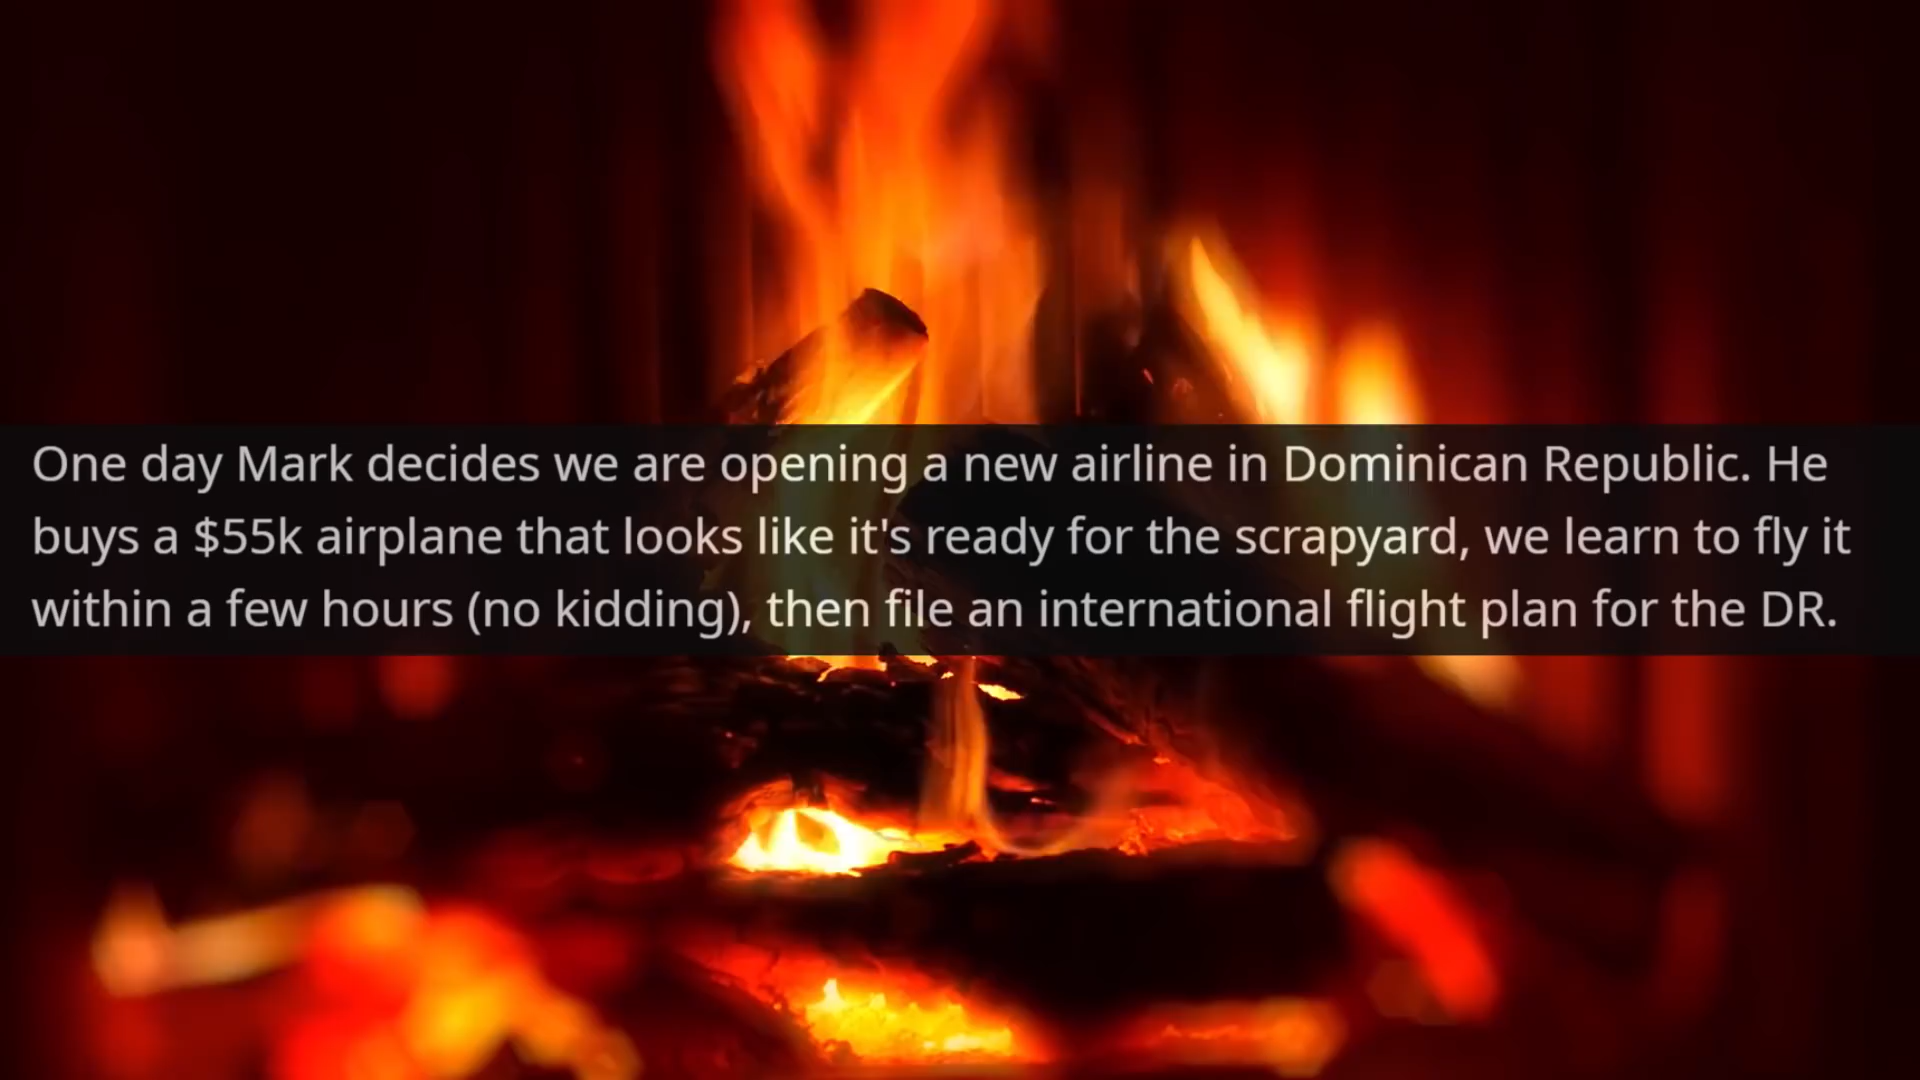 One day Mark decides we are opening a new airline in Dominican Republic. He
buys a $55k airplane that looks like it's ready for the scrapyard, we learn to fly it
within a few hours (no kidding), then file an international flight plan for the DR.